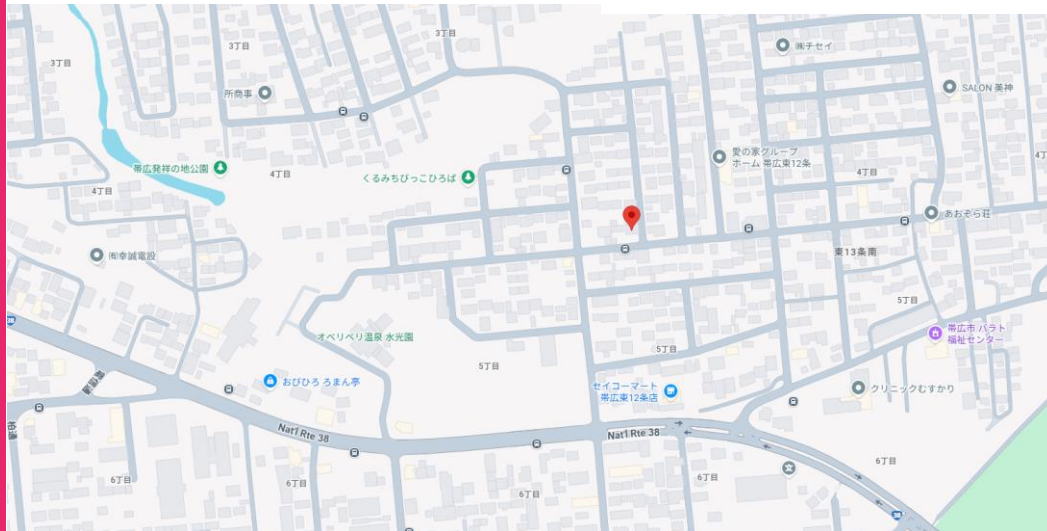 3丁目
3丁目
3丁目
㈱チセイ
所商事
SALON 美神
愛の家グループ
ホーム 帯広東12条
帯広発祥の地公園
4丁目
くるみちびっこひろば
4丁目
4丁目
4丁
あおぞら荘
㈲幸誠電設
東13条南
5丁目
オベリベリ温泉 水光園
帯広市 バラト
福祉センター
5丁目
5丁目
おびひろ ろまん亭
セイコーマート
帯広東12条店
クリニックむすかり
電信通
柏通
Nat'l Rte 38
Nat'l Rte 38
38
38
6丁目
6丁目
6丁目
6丁目